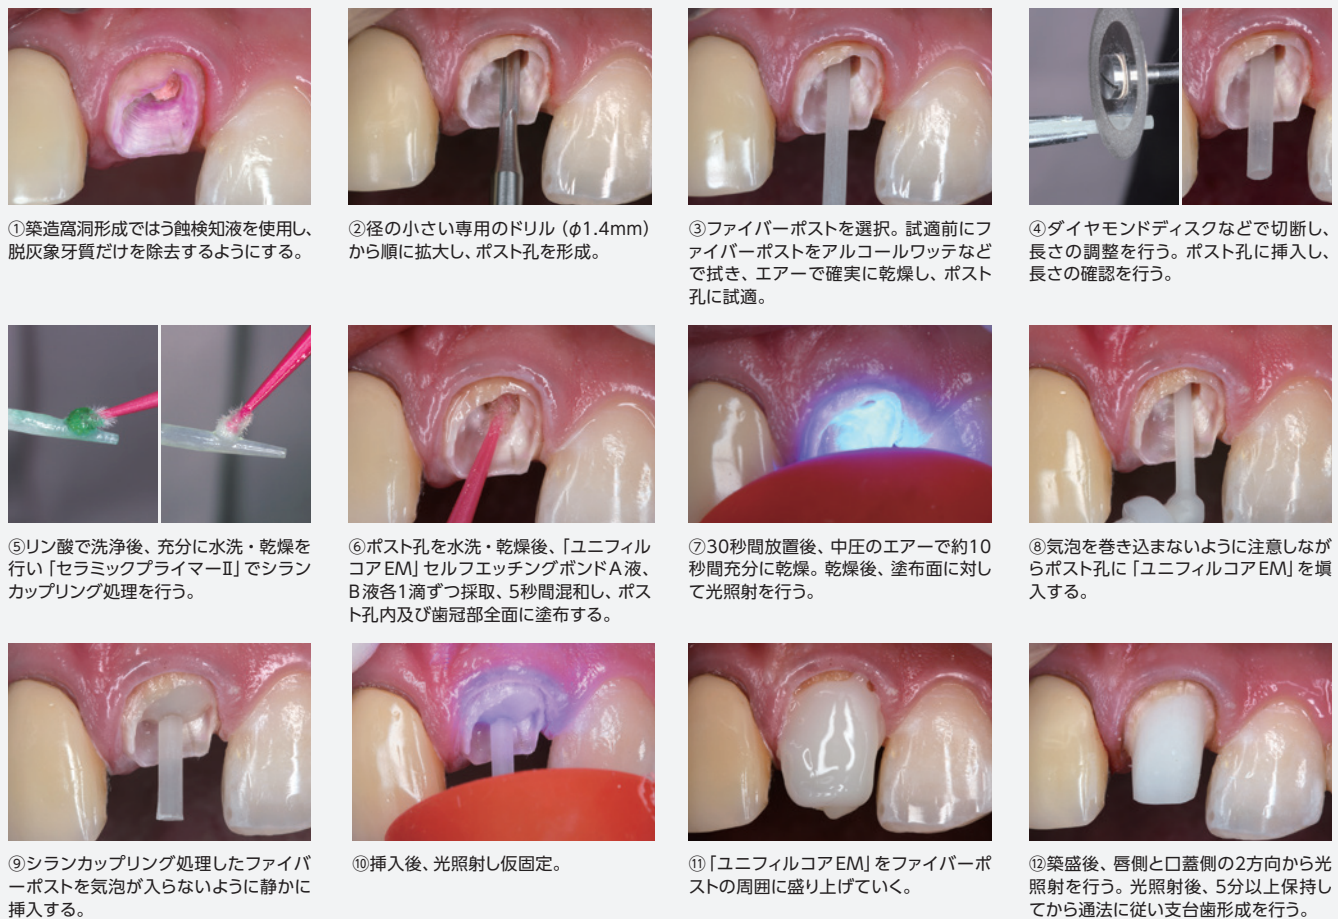 ①築造窩洞形成ではう蝕検知液を使用し、
脱灰象牙質だけを除去するようにする。
②径の小さい専用のドリル（φ1.4mm）
から順に拡大し、ポスト孔を形成。
③ファイバーポストを選択。試適前にフ
ァイバーポストをアルコールワッテなど
で拭き、エアーで確実に乾燥し、ポスト
孔に試適。
④ダイヤモンドディスクなどで切断し、
長さの調整を行う。ポスト孔に挿入し、
長さの確認を行う。
⑤リン酸で洗浄後、充分に水洗・乾燥を
行い「セラミックプライマーⅡ」でシラン
カップリング処理を行う。
⑥ポスト孔を水洗・乾燥後、「ユニフィル
コアEM」セルフエッチングボンドA液、
B液各1滴ずつ採取、5秒間混和し、ポス
ト孔内及び歯冠部全面に塗布する。
⑦30秒間放置後、中圧のエアーで約10
秒間充分に乾燥。乾燥後、塗布面に対し
て光照射を行う。
⑧気泡を巻き込まないように注意しなが
らポスト孔に「ユニフィルコアEM」を塡
入する。
⑨シランカップリング処理したファイバ
ーポストを気泡が入らないように静かに
挿入する。
⑩挿入後、光照射し仮固定。
⑪「ユニフィルコアEM」をファイバーポ
ストの周囲に盛り上げていく。
⑫築盛後、唇側と口蓋側の2方向から光
照射を行う。光照射後、5分以上保持し
てから通法に従い支台歯形成を行う。